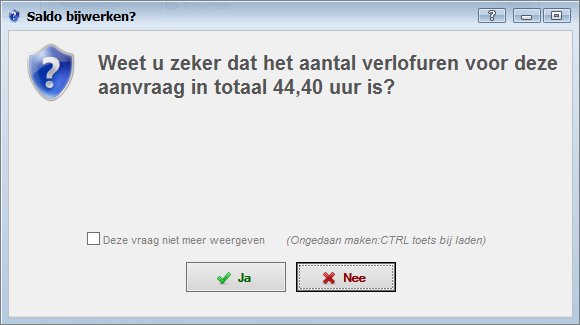 Saldo bijwerken?
Weet u zeker dat het aantal verlofuren voor deze
aanvraag in totaal 44,40 uur is?
Deze vraag niet meer weergeven (Ongedaan maken:CTRL toets bij laden)
Ja Nee